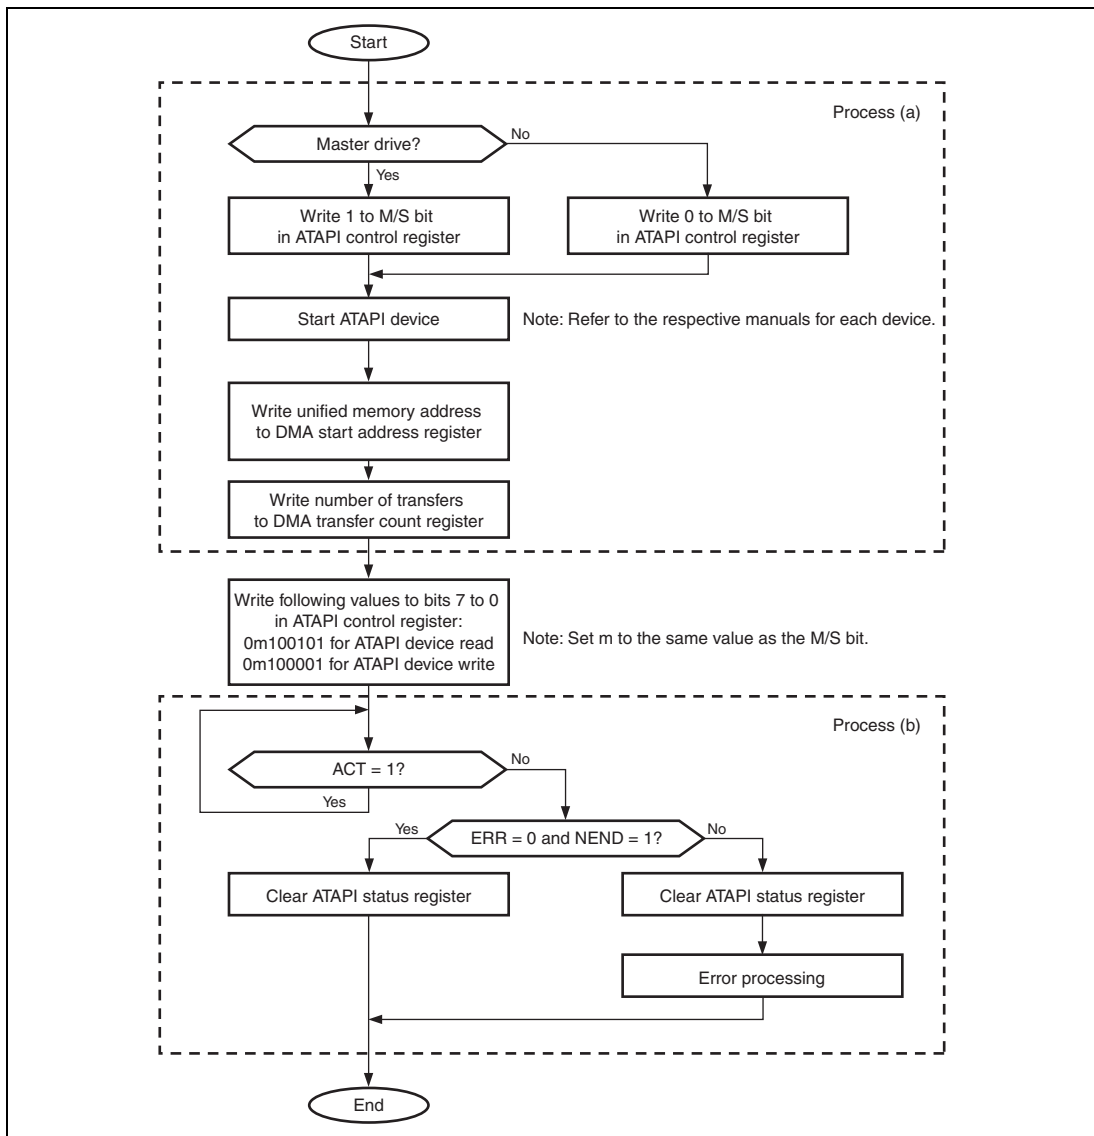 Start
Process (a)
Master drive?
No
Yes
Write 1 to M/S bit
in ATAPI control register
Write 0 to M/S bit
in ATAPI control register
Start ATAPI device
Note: Refer to the respective manuals for each device.
Write unified memory address
to DMA start address register
Write number of transfers
to DMA transfer count register
Write following values to bits 7 to 0
in ATAPI control register:
0m100101 for ATAPI device read
0m100001 for ATAPI device write
Note: Set m to the same value as the M/S bit.
Process (b)
ACT = 1?
No
Yes
ERR = 0 and NEND = 1?
Yes
No
Clear ATAPI status register
Clear ATAPI status register
Error processing
End